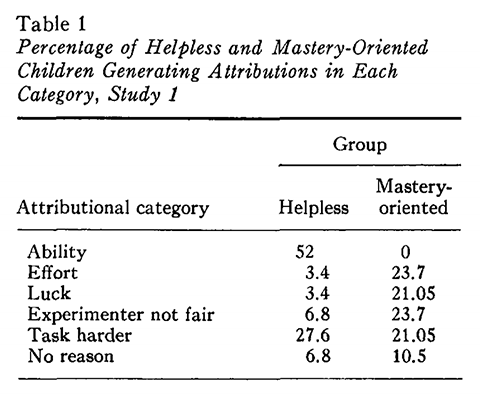 Table 1
Percentage of Helpless and Mastery-Oriented
Children Generating Attributions in Each
Category, Study 1
Group
Mastery-
Attributional category Helpless oriented
Ability 52 0
Effort 3.4 23.7
Luck 3.4 21.05
Experimenter not fair 6.8 23.7
Task harder 27.6 21.05
No reason 6.8 10.5